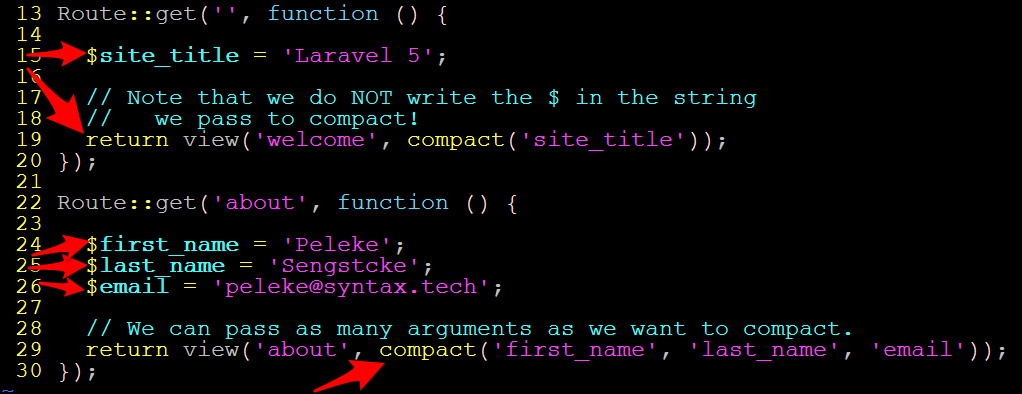 13 Route::get('', function () {
14
15   $site_title = 'Laravel 5';
16
17   // Note that we do NOT write the $ in the string
18   //   we pass to compact!
19   return view('welcome', compact('site_title'));
20 });
21
22 Route::get('about', function () {
23
24   $first_name = 'Peleke';
25   $last_name = 'Sengstcke';
26   $email = 'peleke@syntax.tech';
27
28   // We can pass as many arguments as we want to compact.
29   return view('about', compact('first_name', 'last_name', 'email'));
30 });
~